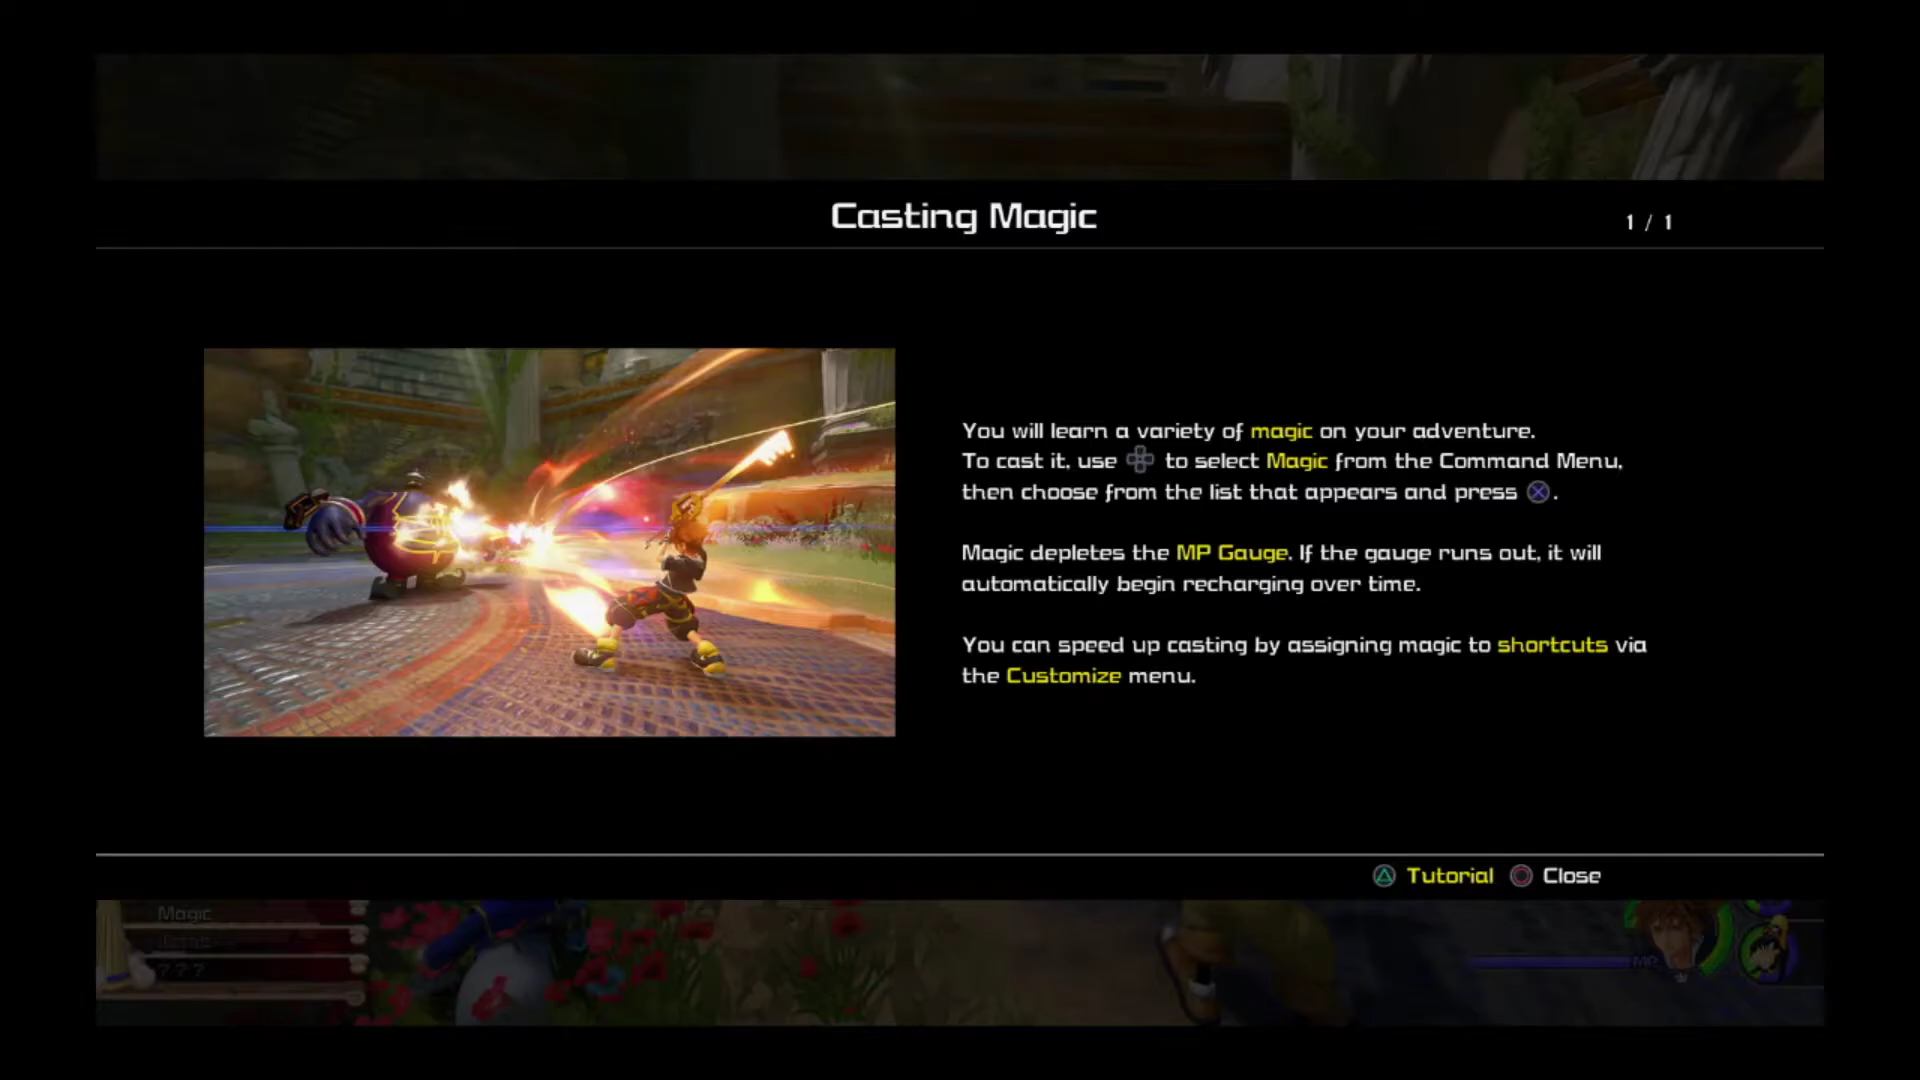 Casting Magic
1 / 1
You will learn a variety of magic on your adventure.
To cast it, use to select Magic from the Command Menu,
then choose from the list that appears and press .
Magic depletes the MP Gauge. If the gauge runs out, it will
automatically begin recharging over time.
You can speed up casting by assigning magic to shortcuts via
the Customize menu.
Tutorial Close
Magic
Items
???
MP